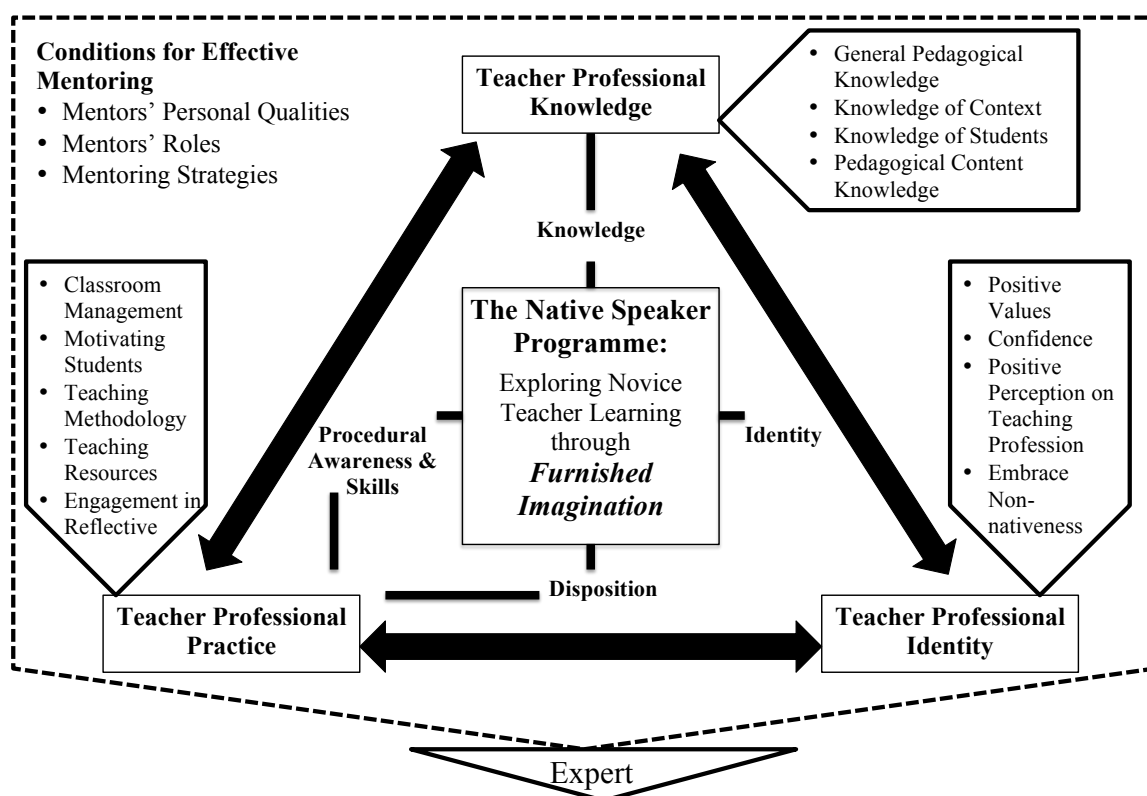 Conditions for Effective
Mentoring
• Mentors' Personal Qualities
• Mentors' Roles
• Mentoring Strategies
Teacher Professional
Knowledge
• General Pedagogical
Knowledge
• Knowledge of Context
• Knowledge of Students
• Pedagogical Content
Knowledge
Knowledge
• Classroom
Management
• Motivating
Students
• Teaching
Methodology
• Teaching
Resources
• Engagement in
Reflective
The Native Speaker
Programme:
Exploring Novice
Teacher Learning
through
Furnished
Imagination
• Positive
Values
• Confidence
• Positive
Perception on
Teaching
Profession
• Embrace
Non-
nativeness
Procedural
Awareness &
Skills
Identity
Disposition
Teacher Professional
Practice
Teacher Professional
Identity
Expert